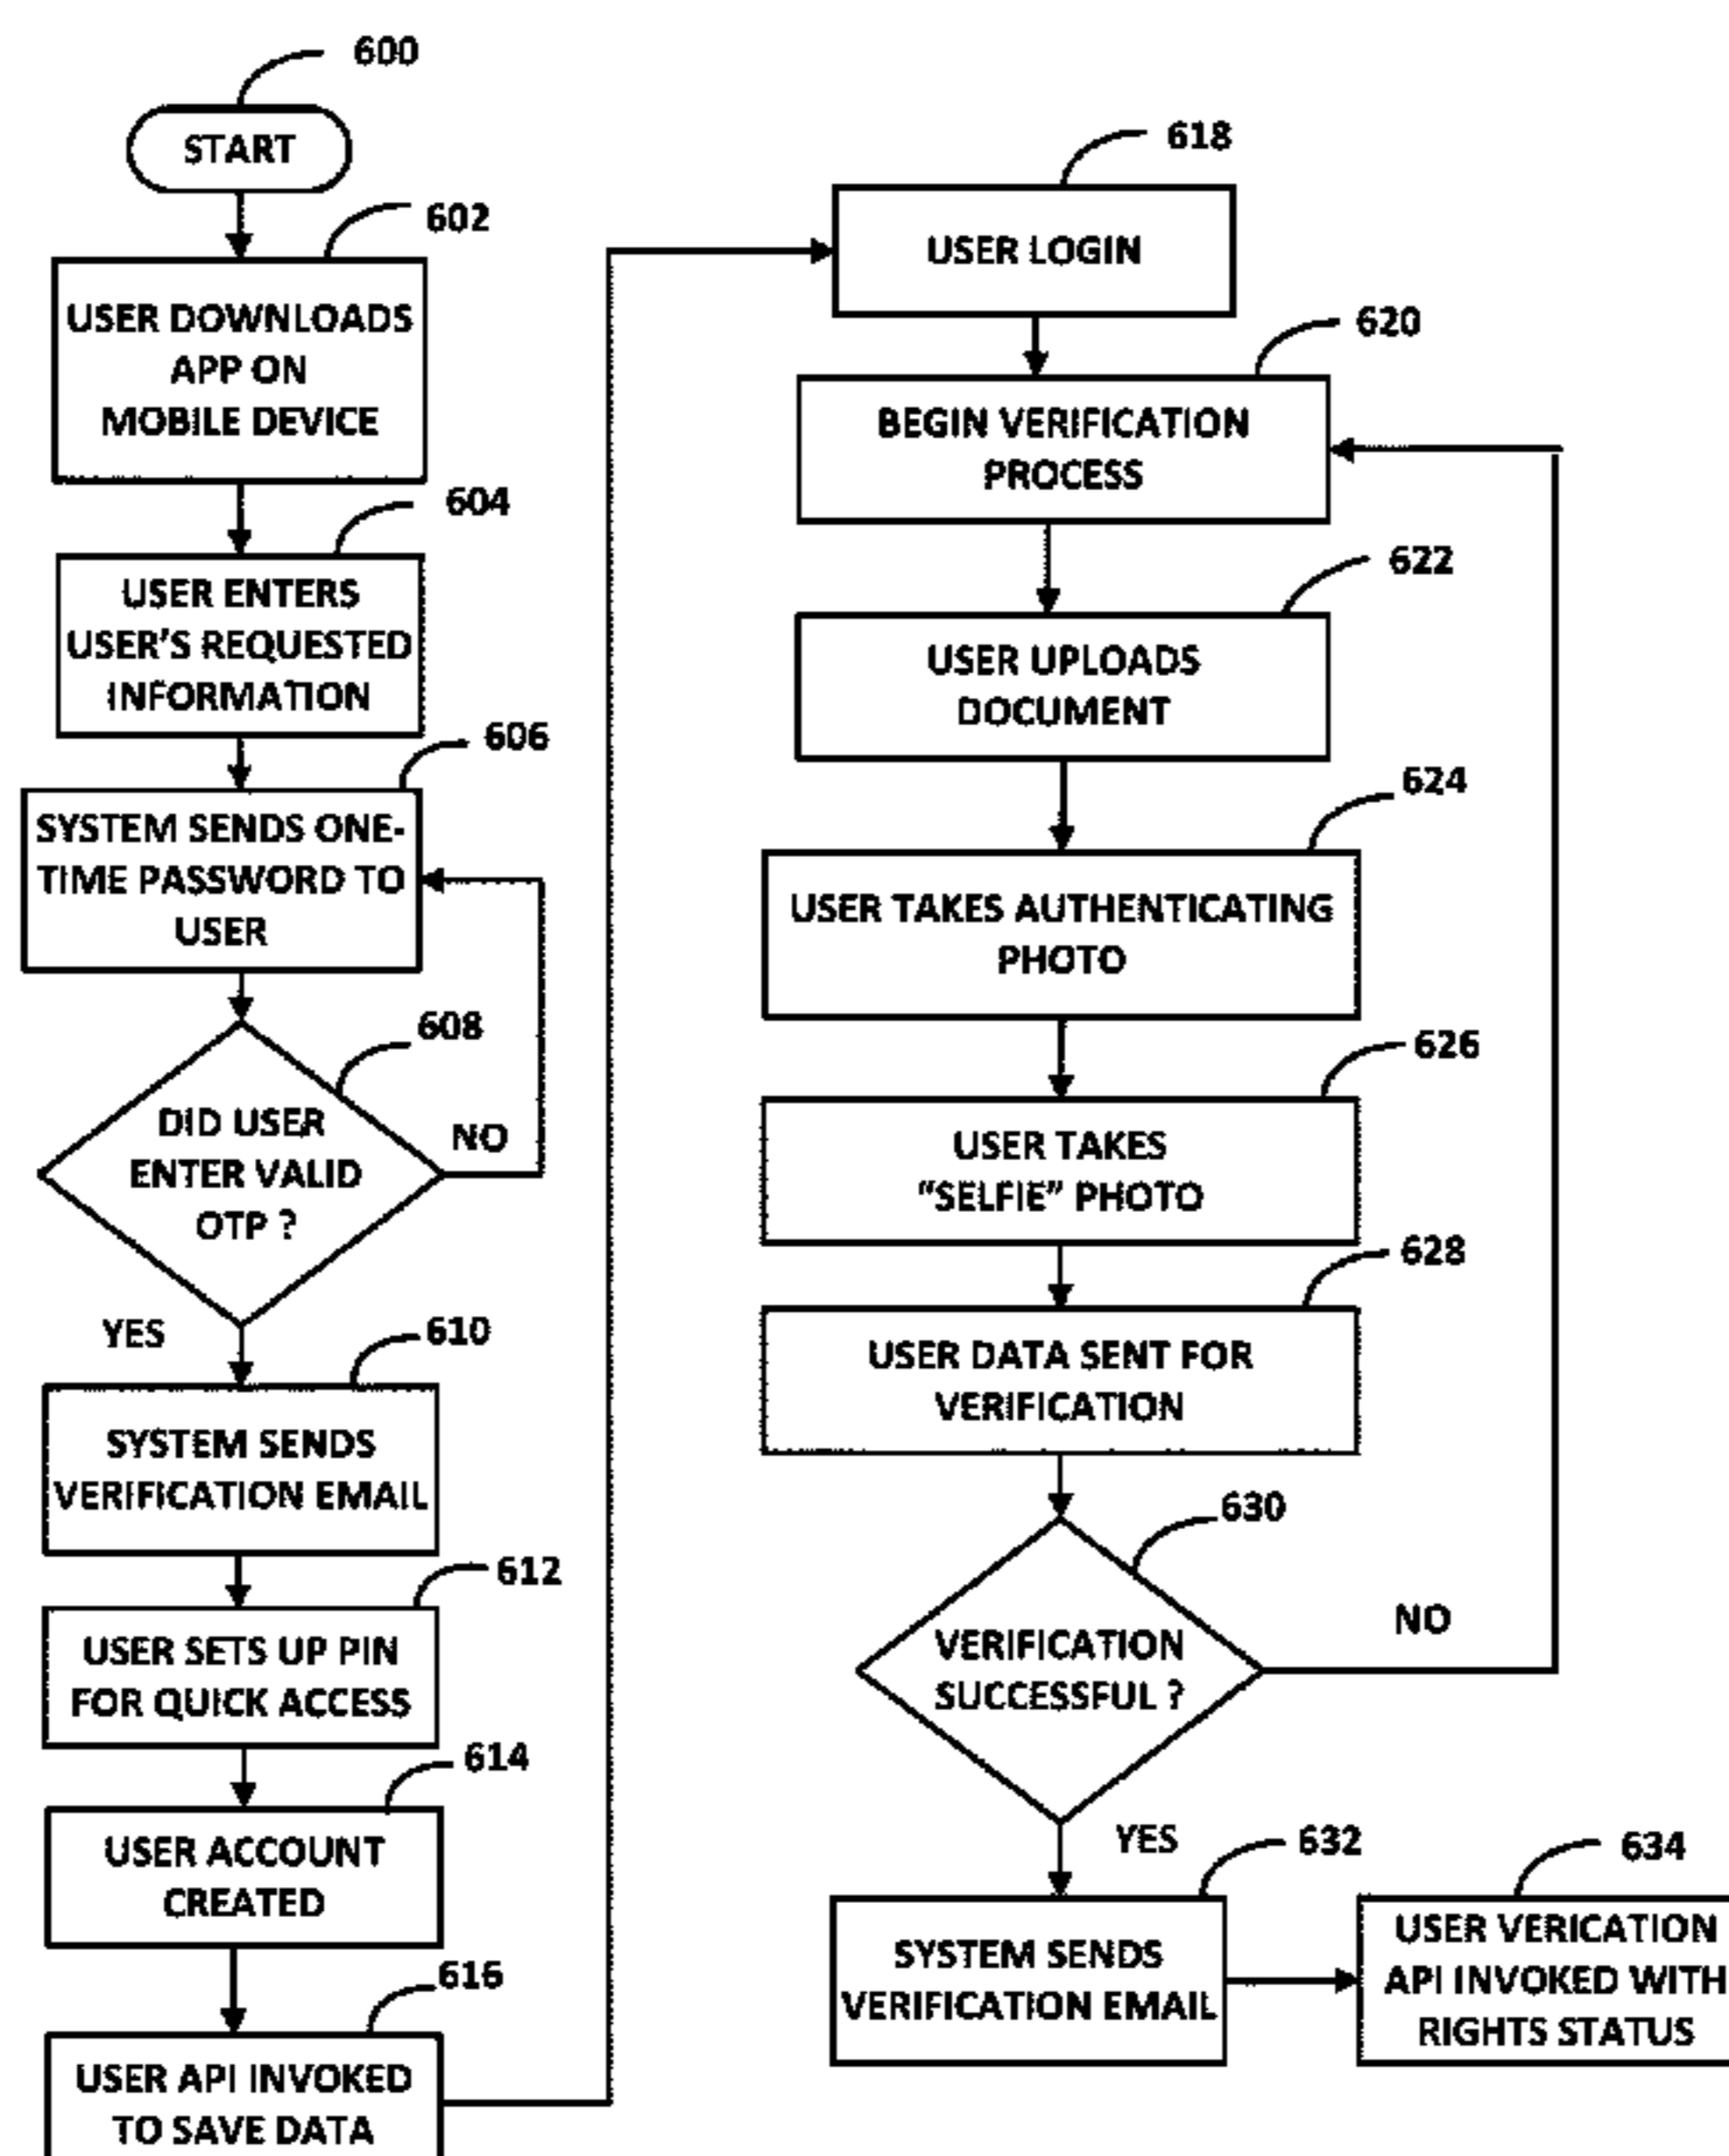 600
START
602
USER DOWNLOADS
APP ON
MOBILE DEVICE
604
USER ENTERS
USER'S REQUESTED
INFORMATION
606
SYSTEM SENDS ONE-
TIME PASSWORD TO
USER
608
DID USER
ENTER VALID
OTP ?
NO
YES
610
SYSTEM SENDS
VERIFICATION EMAIL
612
USER SETS UP PIN
FOR QUICK ACCESS
614
USER ACCOUNT
CREATED
616
USER API INVOKED
TO SAVE DATA
618
USER LOGIN
620
BEGIN VERIFICATION
PROCESS
622
USER UPLOADS
DOCUMENT
624
USER TAKES AUTHENTICATING
PHOTO
626
USER TAKES
“SELFIE” PHOTO
628
USER DATA SENT FOR
VERIFICATION
630
VERIFICATION
SUCCESSFUL ?
NO
YES
632
SYSTEM SENDS
VERIFICATION EMAIL
634
USER VERICATION
API INVOKED WITH
RIGHTS STATUS